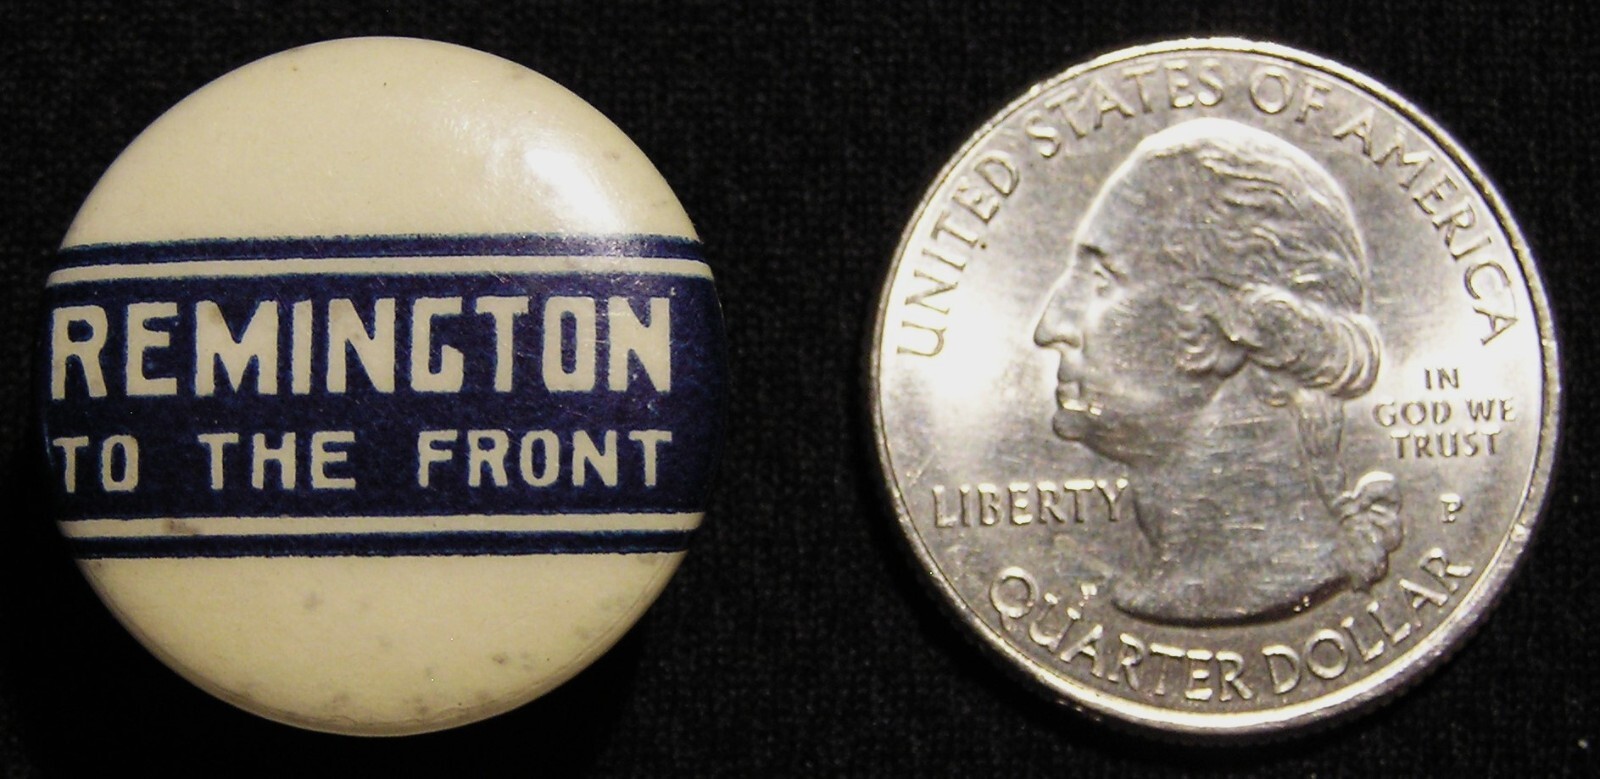 REMINGTON
TO THE FRONT
UNITED STATES OF AMERICA
IN
GOD WE
TRUST
LIBERTY
P
QUARTER DOLLAR